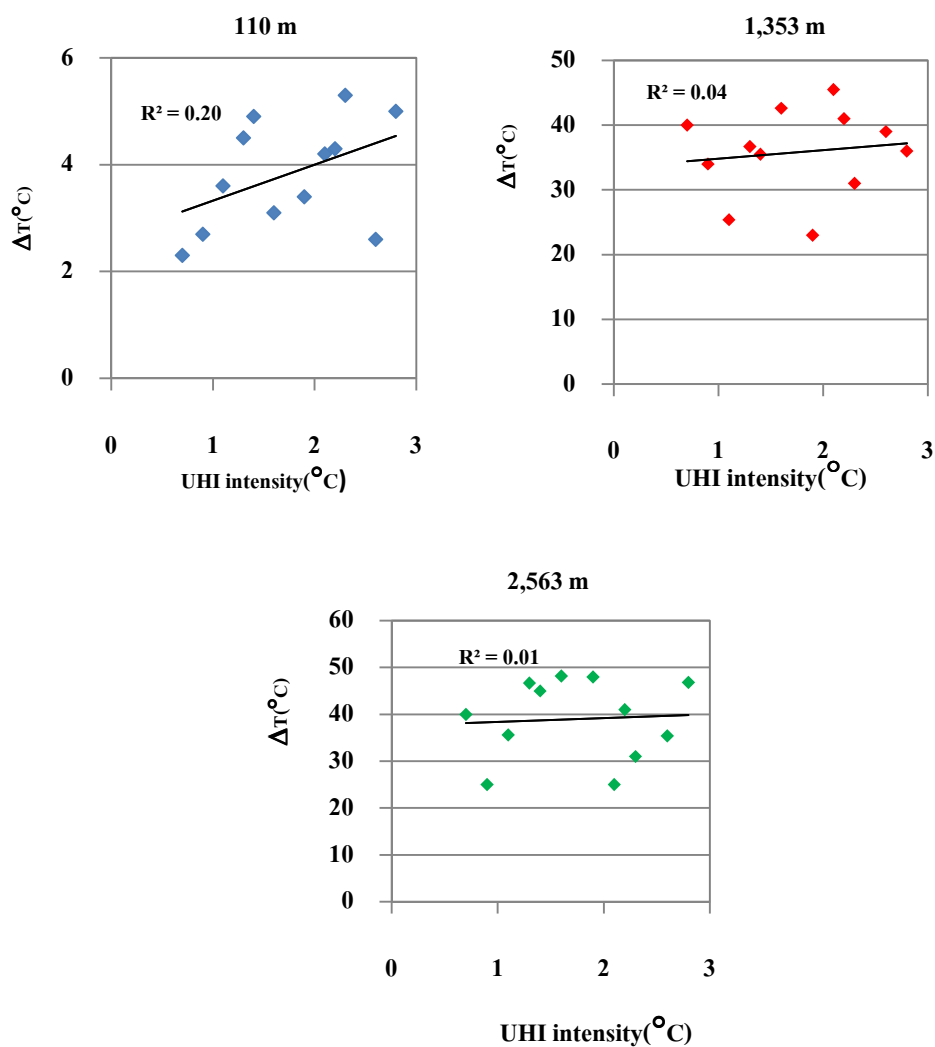 110 m
6
4
2
0
R² = 0.20
ΔT(°C)
0 1 2 3
UHI intensity(°C)
1,353 m
50
40
30
20
10
0
R² = 0.04
ΔT(°C)
0 1 2 3
UHI intensity(°C)
2,563 m
60
50
40
30
20
10
0
R² = 0.01
ΔT(°C)
0 1 2 3
UHI intensity(°C)